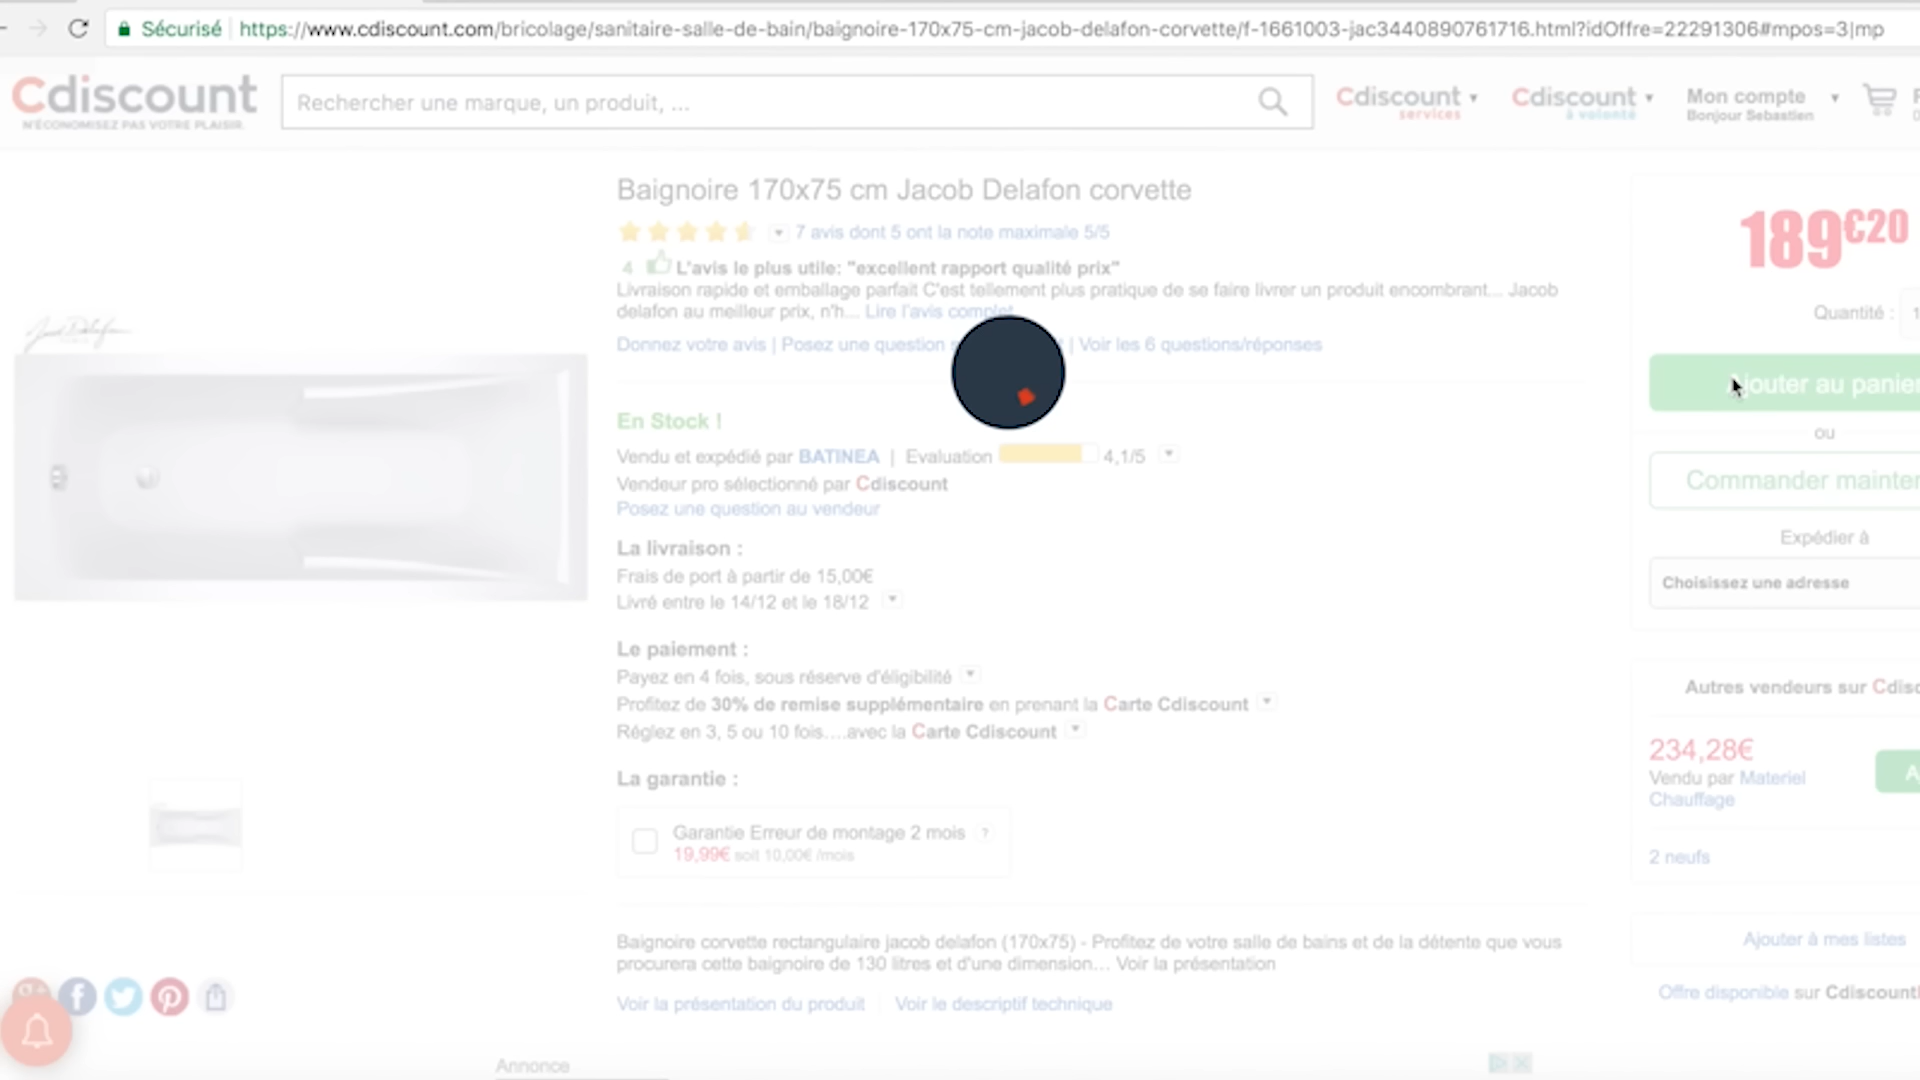 Sécurisé https://www.cdiscount.com/bricolage/sanitaire-salle-de-bain/baignoire-170x75-cm-jacob-delafon-corvette/f-1661003-jac3440890761716.html?idOffre=22291306#mpos=3|mp
Cdiscount
N'ÉCONOMISEZ PAS VOTRE PLAISIR.
Rechercher une marque, un produit, ...
Cdiscount
services
Cdiscount
à volonté
Mon compte
Bonjour Sebastien
Baignoire 170x75 cm Jacob Delafon corvette
7 avis dont 5 ont la note maximale 5/5
4 L'avis le plus utile: "excellent rapport qualité prix"
Livraison rapide et emballage parfait C'est tellement plus pratique de se faire livrer un produit encombrant... Jacob
delafon au meilleur prix, n'h... Lire l'avis complet
Donnez votre avis | Posez une question | Voir les 6 questions/réponses
En Stock !
Vendu et expédié par BATINEA | Evaluation 4,1/5
Vendeur pro sélectionné par Cdiscount
Posez une question au vendeur
La livraison :
Frais de port à partir de 15,00€
Livré entre le 14/12 et le 18/12
Le paiement :
Payez en 4 fois, sous réserve d'éligibilité
Profitez de 30% de remise supplémentaire en prenant la Carte Cdiscount
Réglez en 3, 5 ou 10 fois....avec la Carte Cdiscount
La garantie :
Garantie Erreur de montage 2 mois ?
19,99€ soit 10,00€ /mois
Baignoire corvette rectangulaire jacob delafon (170x75) - Profitez de votre salle de bains et de la détente que vous
procurera cette baignoire de 130 litres et d'une dimension... Voir la présentation
Voir la présentation du produit Voir le descriptif technique
Annonce
189€20
Quantité : 1
Ajouter au panier
ou
Commander mainten
Expédier à
Choisissez une adresse
Autres vendeurs sur Cdisc
234,28€
Vendu par Materiel
Chauffage
A
2 neufs
Ajouter à mes listes
Offre disponible sur Cdiscount